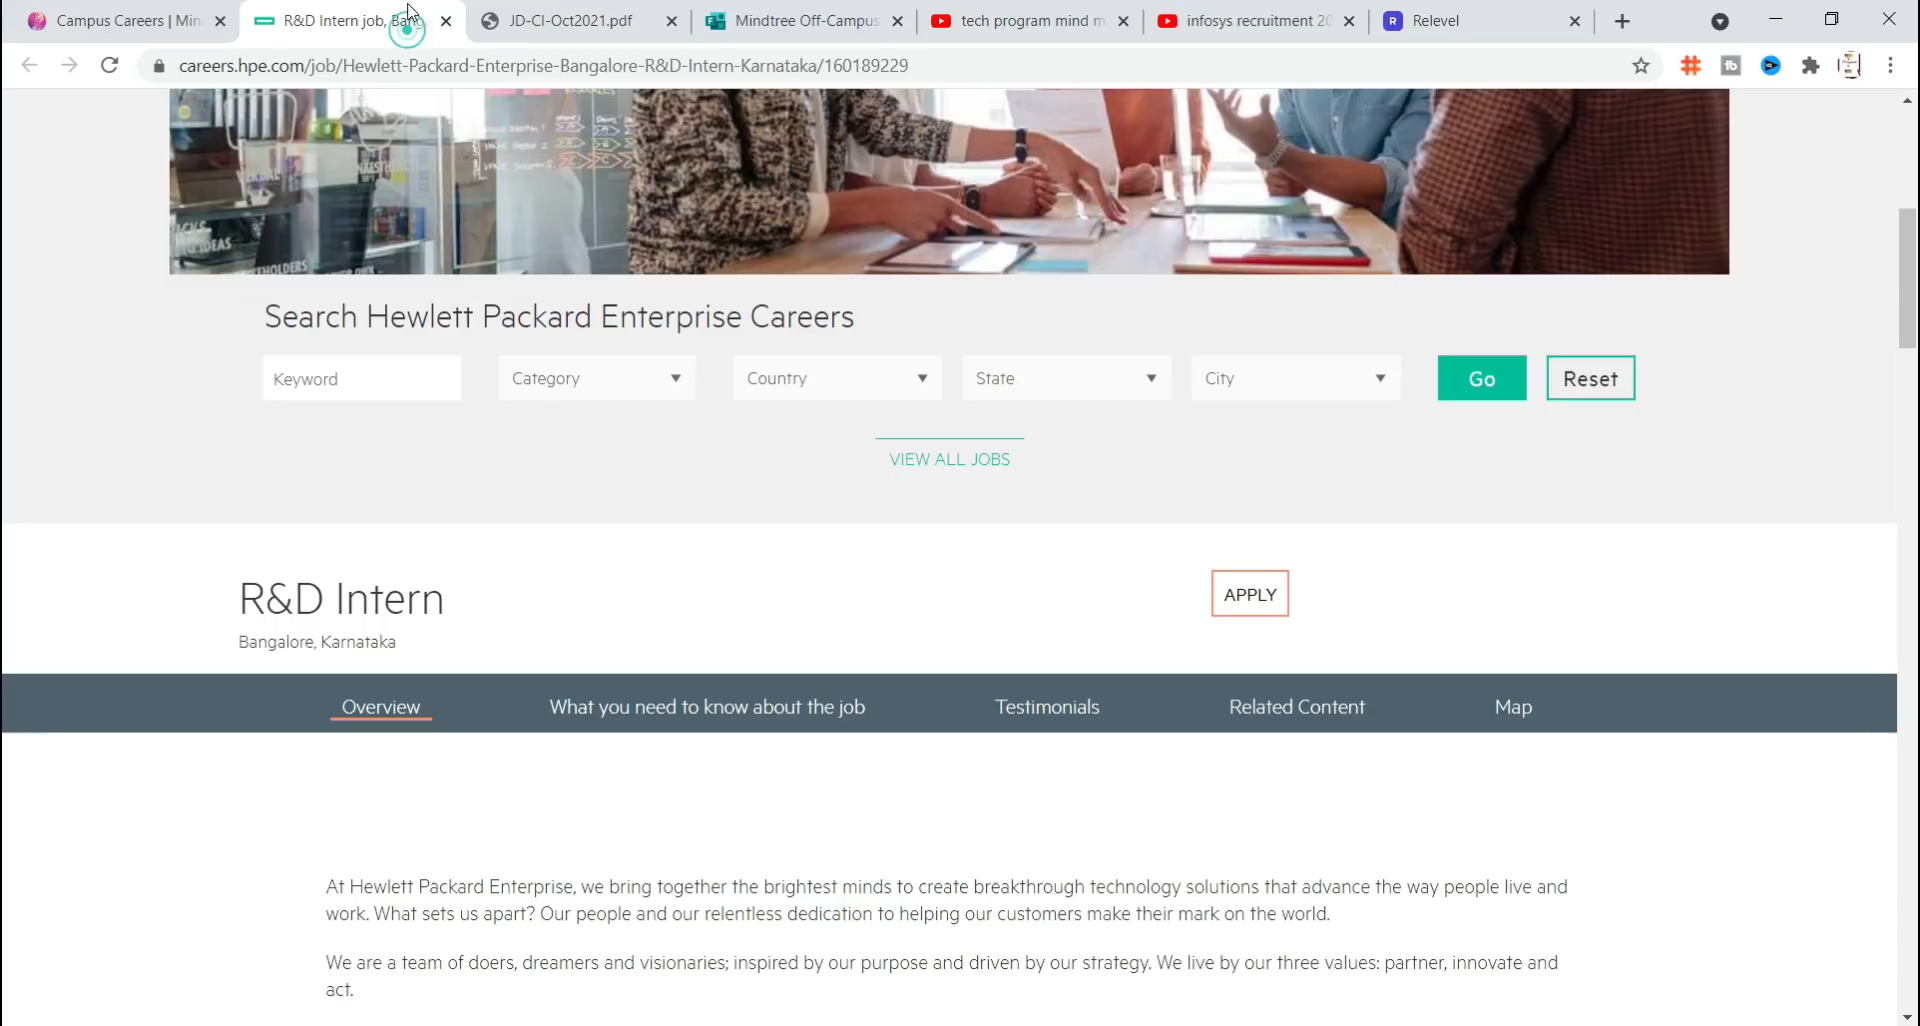 Campus Careers | Min
R&D Intern job, Bang
JD-CI-Oct2021.pdf
Mindtree Off-Campus
tech program mind m
infosys recruitment 20
R Relevel
careers.hpe.com/job/Hewlett-Packard-Enterprise-Bangalore-R&D-Intern-Karnataka/160189229
Search Hewlett Packard Enterprise Careers
Keyword
Category
Country
State
City
Go
Reset
VIEW ALL JOBS
R&D Intern
APPLY
Bangalore, Karnataka
Overview
What you need to know about the job
Testimonials
Related Content
Map
At Hewlett Packard Enterprise, we bring together the brightest minds to create breakthrough technology solutions that advance the way people live and
work. What sets us apart? Our people and our relentless dedication to helping our customers make their mark on the world.
We are a team of doers, dreamers and visionaries; inspired by our purpose and driven by our strategy. We live by our three values: partner, innovate and
act.